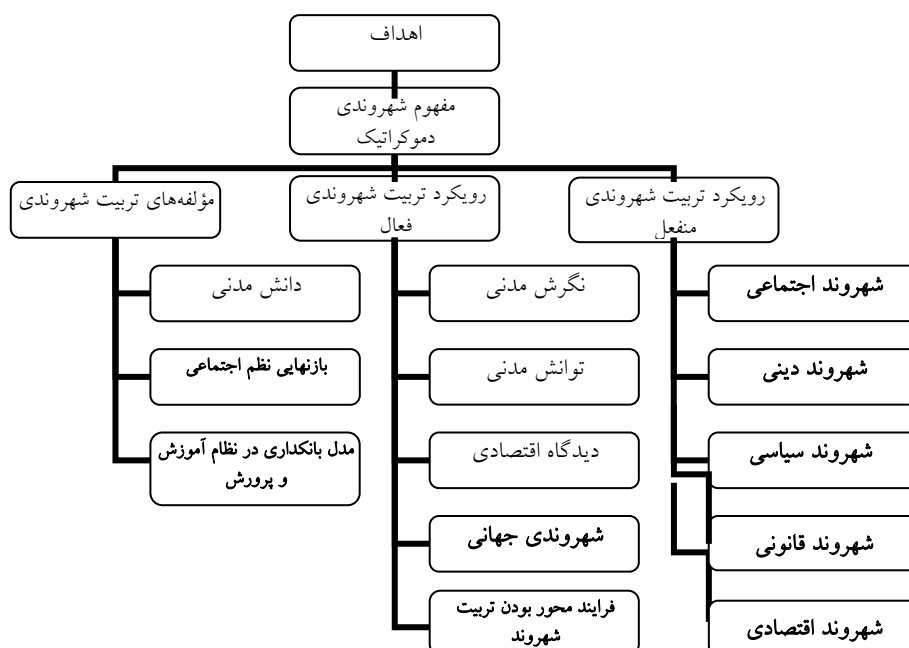 اهداف
مفهوم شهروندی
دموکراتیک
رویکرد تربیت شهروندی
منفعل
شهروند اجتماعی
شهروند دینی
شهروند سیاسی
شهروند قانونی
شهروند اقتصادی
رویکرد تربیت شهروندی
فعال
نگرش مدنی
توانش مدنی
دیدگاه اقتصادی
شهروندی جهانی
فرایند محور بودن تربیت
شهروند
مؤلفه‌های تربیت شهروندی
دانش مدنی
بازنهایی نظم اجتماعی
مدل بانکداری در نظام آموزش
و پرورش